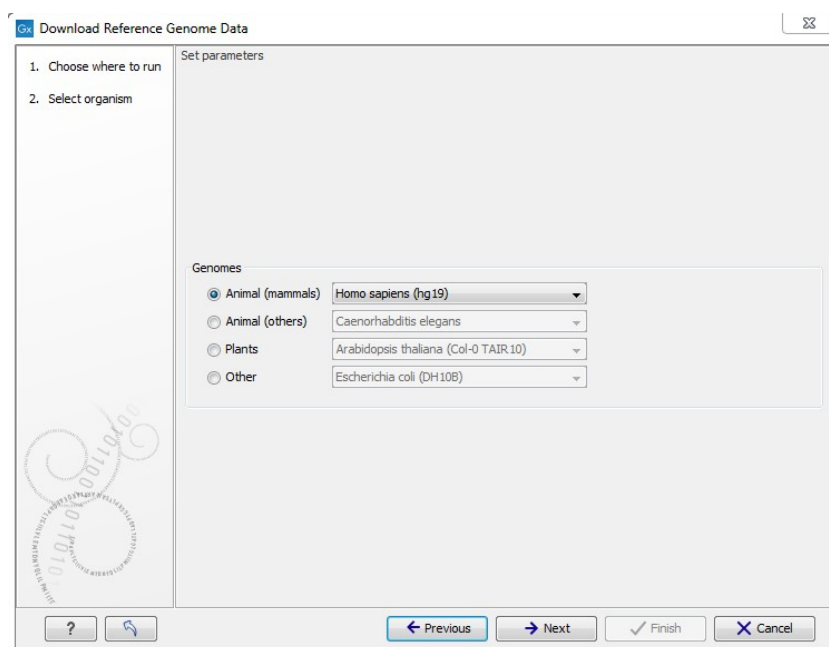 Gx Download Reference Genome Data
1. Choose where to run
2. Select organism
Set parameters
Genomes
Animal (mammals) Homo sapiens (hg19)
Animal (others) Caenorhabditis elegans
Plants Arabidopsis thaliana (Col-0 TAIR10)
Other Escherichia coli (DH10B)
? Previous Next Finish Cancel